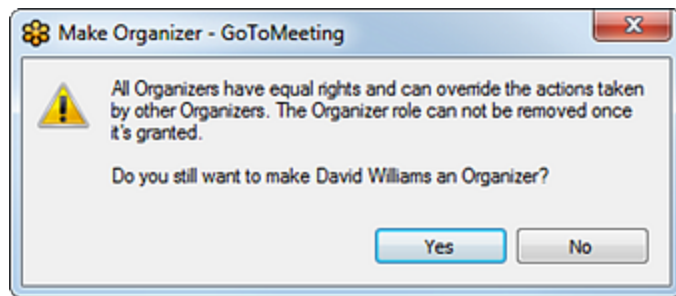 Make Organizer - GoToMeeting
All Organizers have equal rights and can override the actions taken
by other Organizers. The Organizer role can not be removed once
it's granted.
Do you still want to make David Williams an Organizer?
Yes No